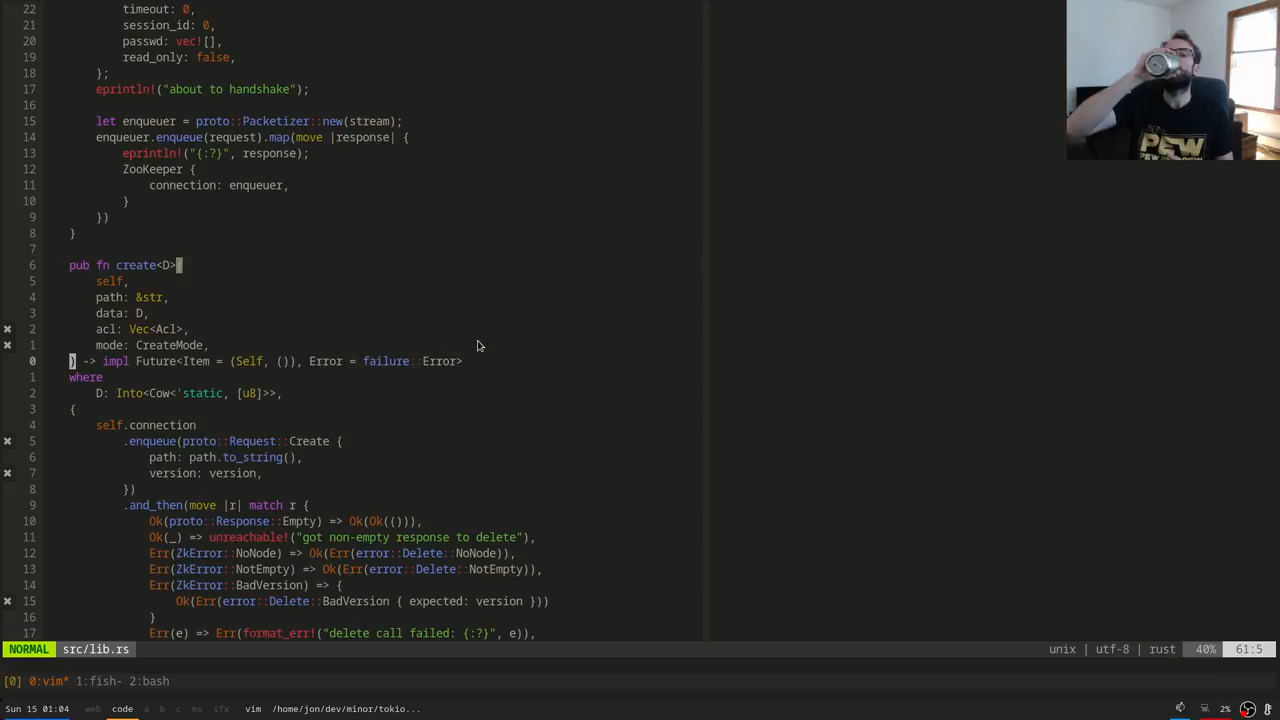 22 timeout: 0,
21 session_id: 0,
20 passwd: vec![],
19 read_only: false,
18 };
17 eprintln!("about to handshake");
16
15 let enqueuer = proto::Packetizer::new(stream);
14 enqueuer.enqueue(request).map(move |response| {
13 eprintln!("{:?}", response);
12 ZooKeeper {
11 connection: enqueuer,
10 }
9 })
8 }
7
6 pub fn create<D>(
5 self,
4 path: &str,
3 data: D,
✖ 2 acl: Vec<Acl>,
✖ 1 mode: CreateMode,
0 ) -> impl Future<Item = (Self, ()), Error = failure::Error>
1 where
2 D: Into<Cow<'static, [u8]>>,
3 {
4 self.connection
✖ 5 .enqueue(proto::Request::Create {
6 path: path.to_string(),
✖ 7 version: version,
8 })
9 .and_then(move |r| match r {
10 Ok(proto::Response::Empty) => Ok(Ok(())),
11 Ok(_) => unreachable!("got non-empty response to delete"),
12 Err(ZkError::NoNode) => Ok(Err(error::Delete::NoNode)),
13 Err(ZkError::NotEmpty) => Ok(Err(error::Delete::NotEmpty)),
14 Err(ZkError::BadVersion) => {
✖ 15 Ok(Err(error::Delete::BadVersion { expected: version }))
16 }
17 Err(e) => Err(format_err!("delete call failed: {:?}", e)),
NORMAL src/lib.rs unix | utf-8 | rust 40% 61:5
[0] 0:vim* 1:fish- 2:bash
Sun 15 01:04 web code a b c mx sfx vim /home/jon/dev/minor/tokio... 2%
PEW